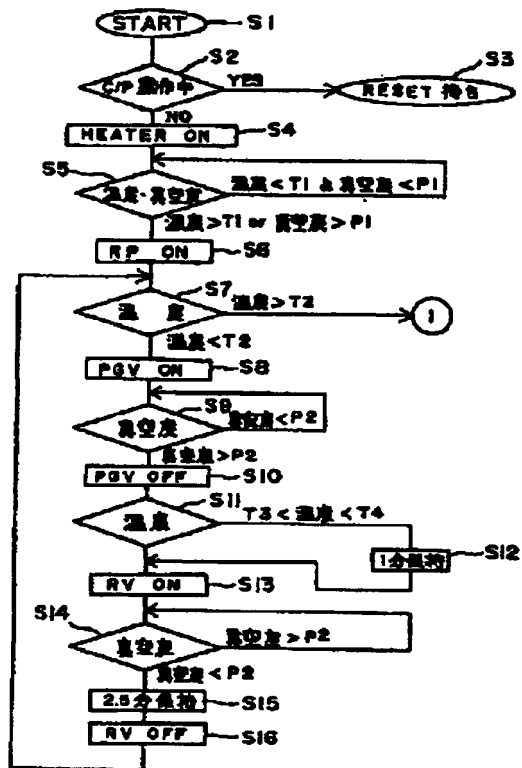 START S1
S2
C/P 動作中 YES
S3
RESET 待ち
NO
HEATER ON S4
S5
温度・真空度 温度<T1 & 真空度<P1
温度>T1 or 真空度>P1
RP ON S6
S7
温度 温度>T2 1
温度<T2
PGV ON S8
S9
真空度 真空度<P2
真空度>P2
PGV OFF S10
S11
温度 T3<温度<T4
1分保持 S12
RV ON S13
S14
真空度 真空度>P2
真空度<P2
2.5分保持 S15
RV OFF S16